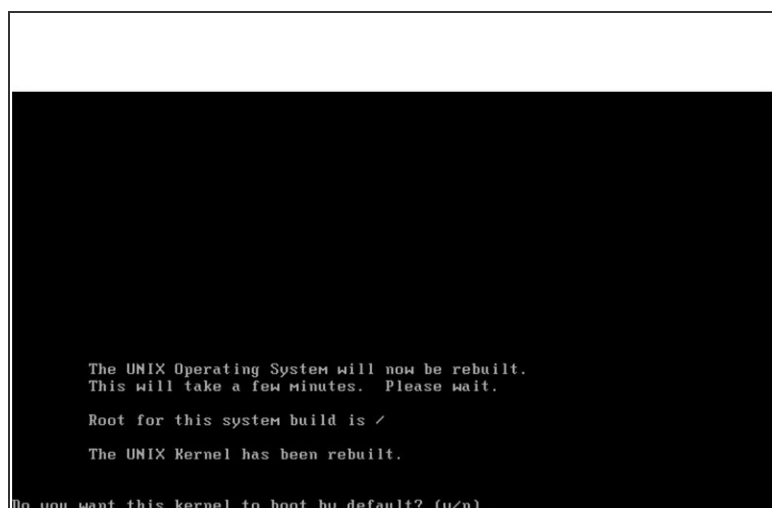 The UNIX Operating System will now be rebuilt.
This will take a few minutes.  Please wait.
Root for this system build is /
The UNIX Kernel has been rebuilt.
Do you want this kernel to boot by default? (y/n)